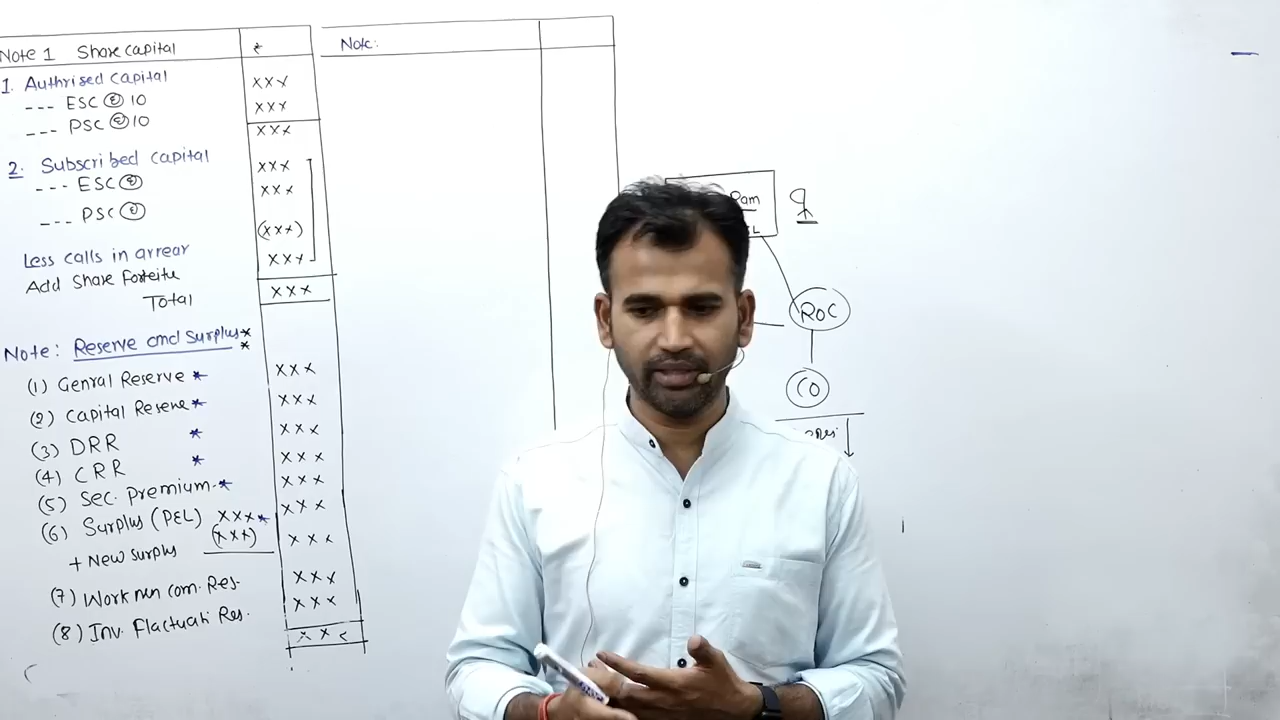 Note 1 Share capital ₹
1. Authrised capital xxx
--- ESC @ 10 xxx
--- PSC @ 10 xxx
2. Subscribed capital xxx
--- ESC @ xxx
--- PSC @ (xxx)
Less calls in arrear xxx
Add Share Forfeite
Total xxx
Note: Reserve and Surplus **
(1) Genral Reserve * xxx
(2) Capital Reserve * xxx
(3) DRR * xxx
(4) CRR * xxx
(5) Sec. Premium * xxx
(6) Surplus (P&L) xxx * xxx
(xxx)
+ New surplus xxx
(7) Workmen com. Res. xxx
(8) Inv. Flactuati Res. xxx
xxx
Note:
Ram
ROC
CO